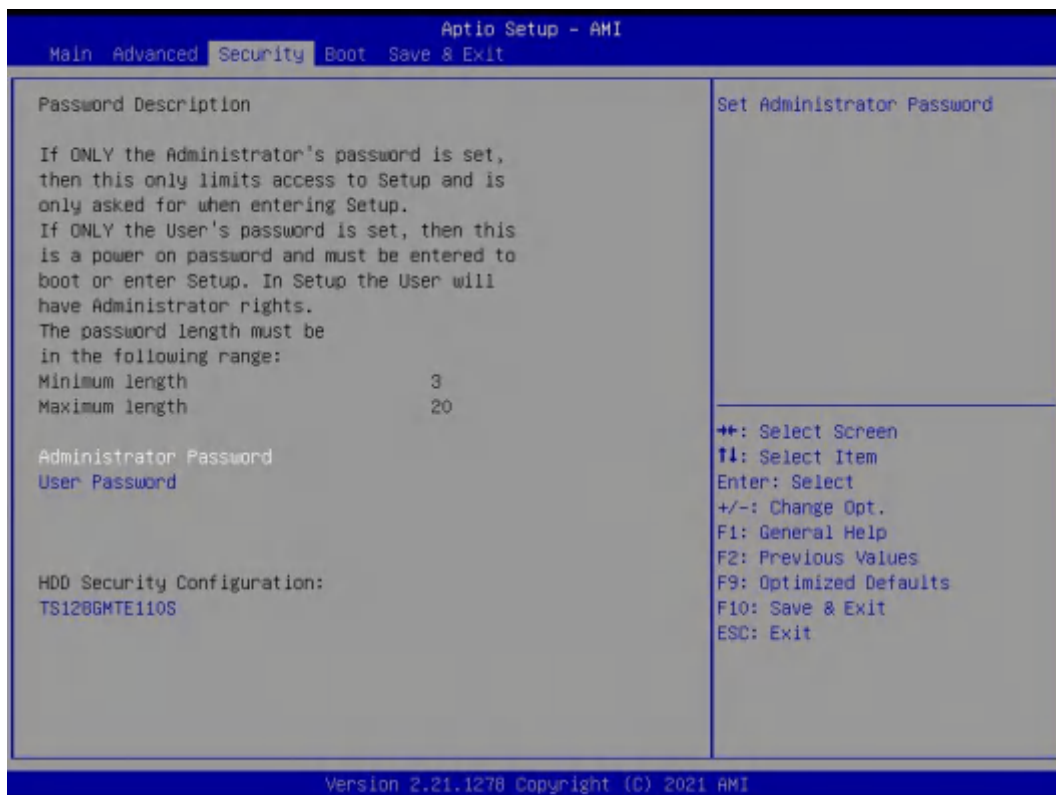 Aptio Setup - AMI
Main Advanced Security Boot Save & Exit
Password Description
If ONLY the Administrator's password is set,
then this only limits access to Setup and is
only asked for when entering Setup.
If ONLY the User's password is set, then this
is a power on password and must be entered to
boot or enter Setup. In Setup the User will
have Administrator rights.
The password length must be
in the following range:
Minimum length 3
Maximum length 20
Administrator Password
User Password
HDD Security Configuration:
TS128GMTE110S
Set Administrator Password
→←: Select Screen
↑↓: Select Item
Enter: Select
+/-: Change Opt.
F1: General Help
F2: Previous Values
F9: Optimized Defaults
F10: Save & Exit
ESC: Exit
Version 2.21.1278 Copyright (C) 2021 AMI